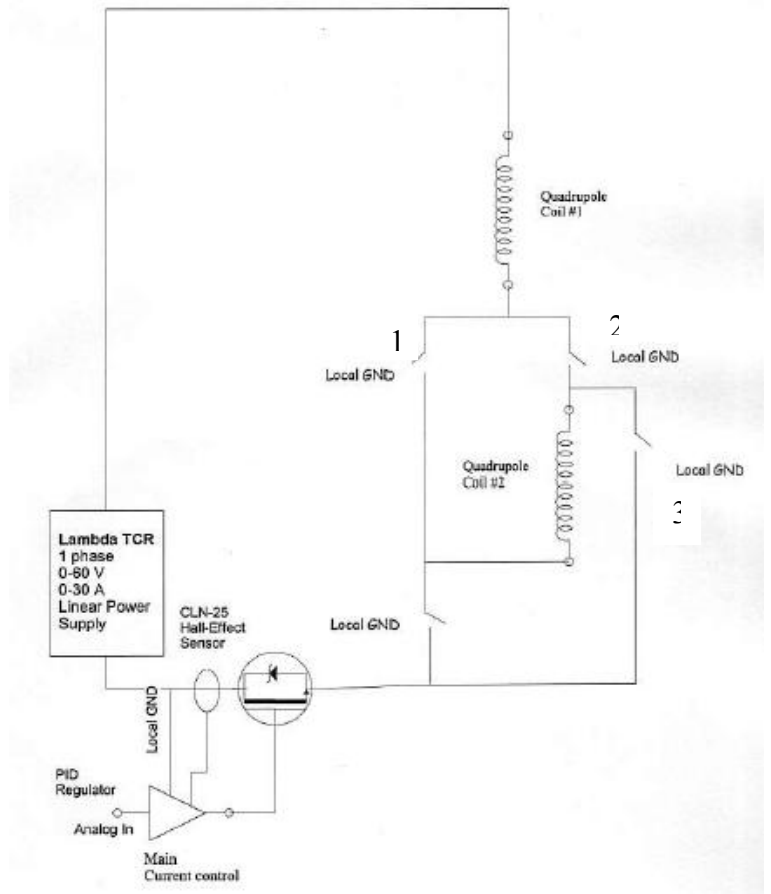 Quadrupole
Coil #1
1
2
Local GND
Local GND
Quadrupole
Coil #2
Local GND
3
Lambda TCR
1 phase
0-60 V
0-30 A
Linear Power
Supply
CLN-25
Hall-Effect
Sensor
Local GND
Local GND
PID
Regulator
Analog In
Main
Current control